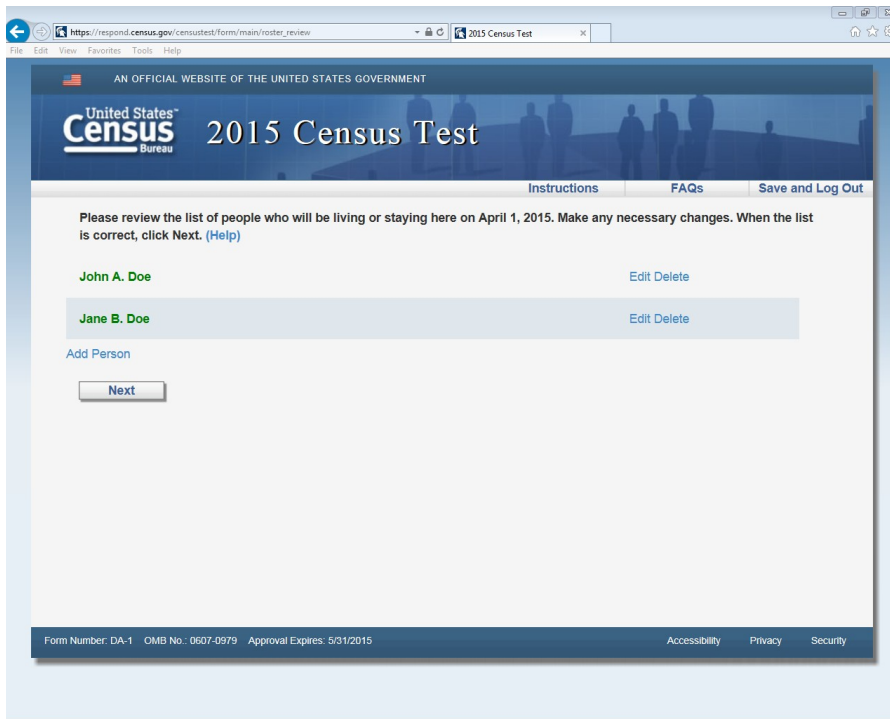 https://respond.census.gov/censustest/form/main/roster_review
2015 Census Test
File Edit View Favorites Tools Help
AN OFFICIAL WEBSITE OF THE UNITED STATES GOVERNMENT
United States™
Census
Bureau
2015 Census Test
Instructions FAQs Save and Log Out
Please review the list of people who will be living or staying here on April 1, 2015. Make any necessary changes. When the list
is correct, click Next. (Help)
John A. Doe Edit Delete
Jane B. Doe Edit Delete
Add Person
Next
Form Number: DA-1 OMB No.: 0607-0979 Approval Expires: 5/31/2015 Accessibility Privacy Security